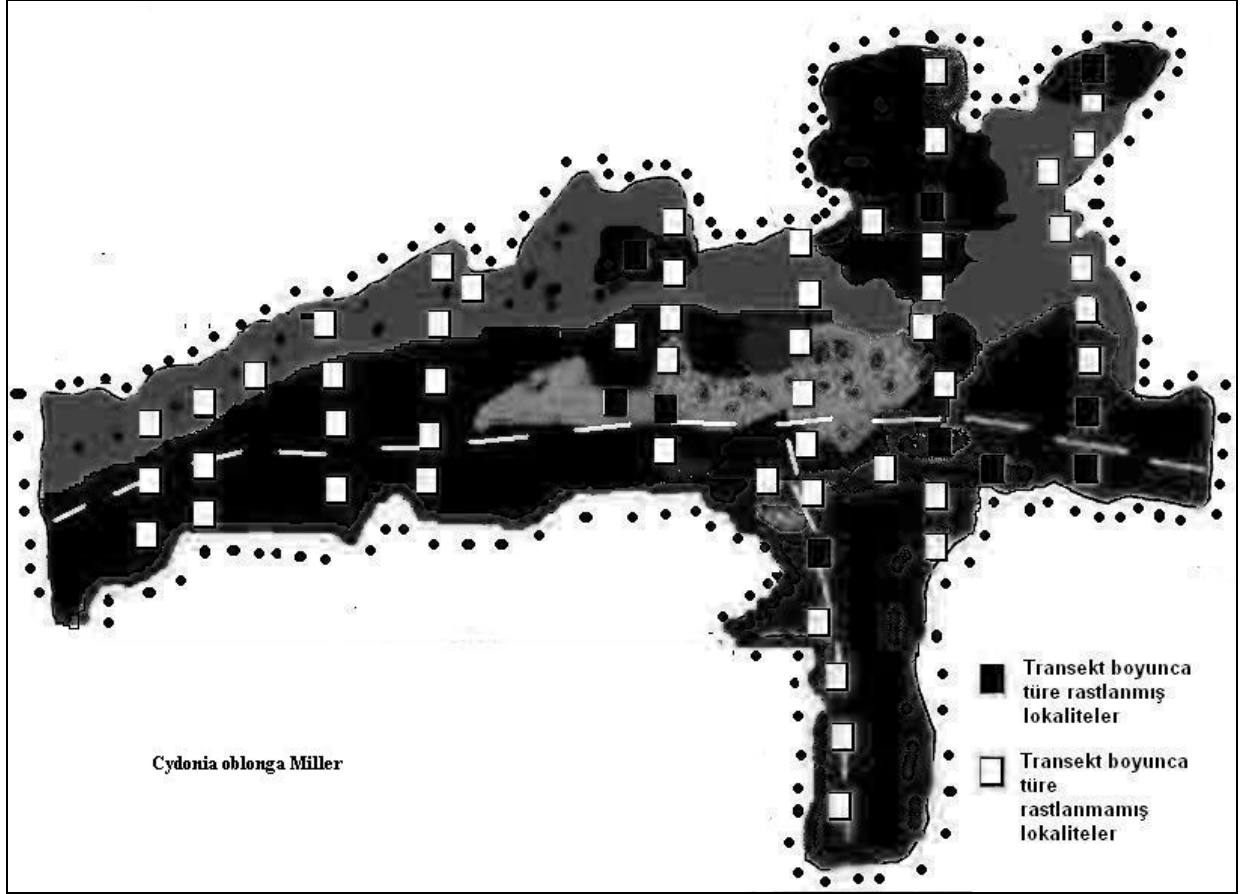 Transekt boyunca
türe rastlanmış
lokaliteler
Transekt boyunca
türe
rastlanmamış
lokaliteler
Cydonia oblonga Miller